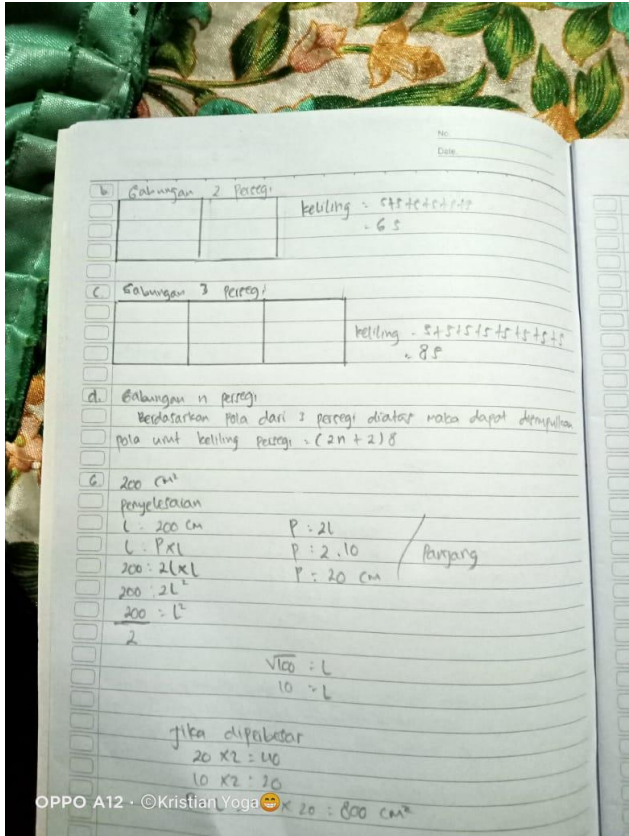 No.
Date.
b Gabungan 2 Persegi
keliling = s+s+s+s+s+s
= 6 s
c. Gabungan 3 Persegi
keliling = s+s+s+s+s+s+s+s
= 8s
d. Gabungan n persegi
Berdasarkan pola dari 3 persegi diatas maka dapat disimpulkan
pola urut keliling persegi = (2n + 2) 8
6. 200 cm²
Penyelesaian
L = 200 cm P = 2l
L = P x l P = 2 . 10 / Panjang
200 = 2l x l P = 20 cm
200 = 2l²
200 = l²
2
√100 = l
10 = l
Jika diperbesar
20 x 2 = 40
10 x 2 = 20
x 20 = 800 cm²
OPPO A12 · ©Kristian Yoga😁